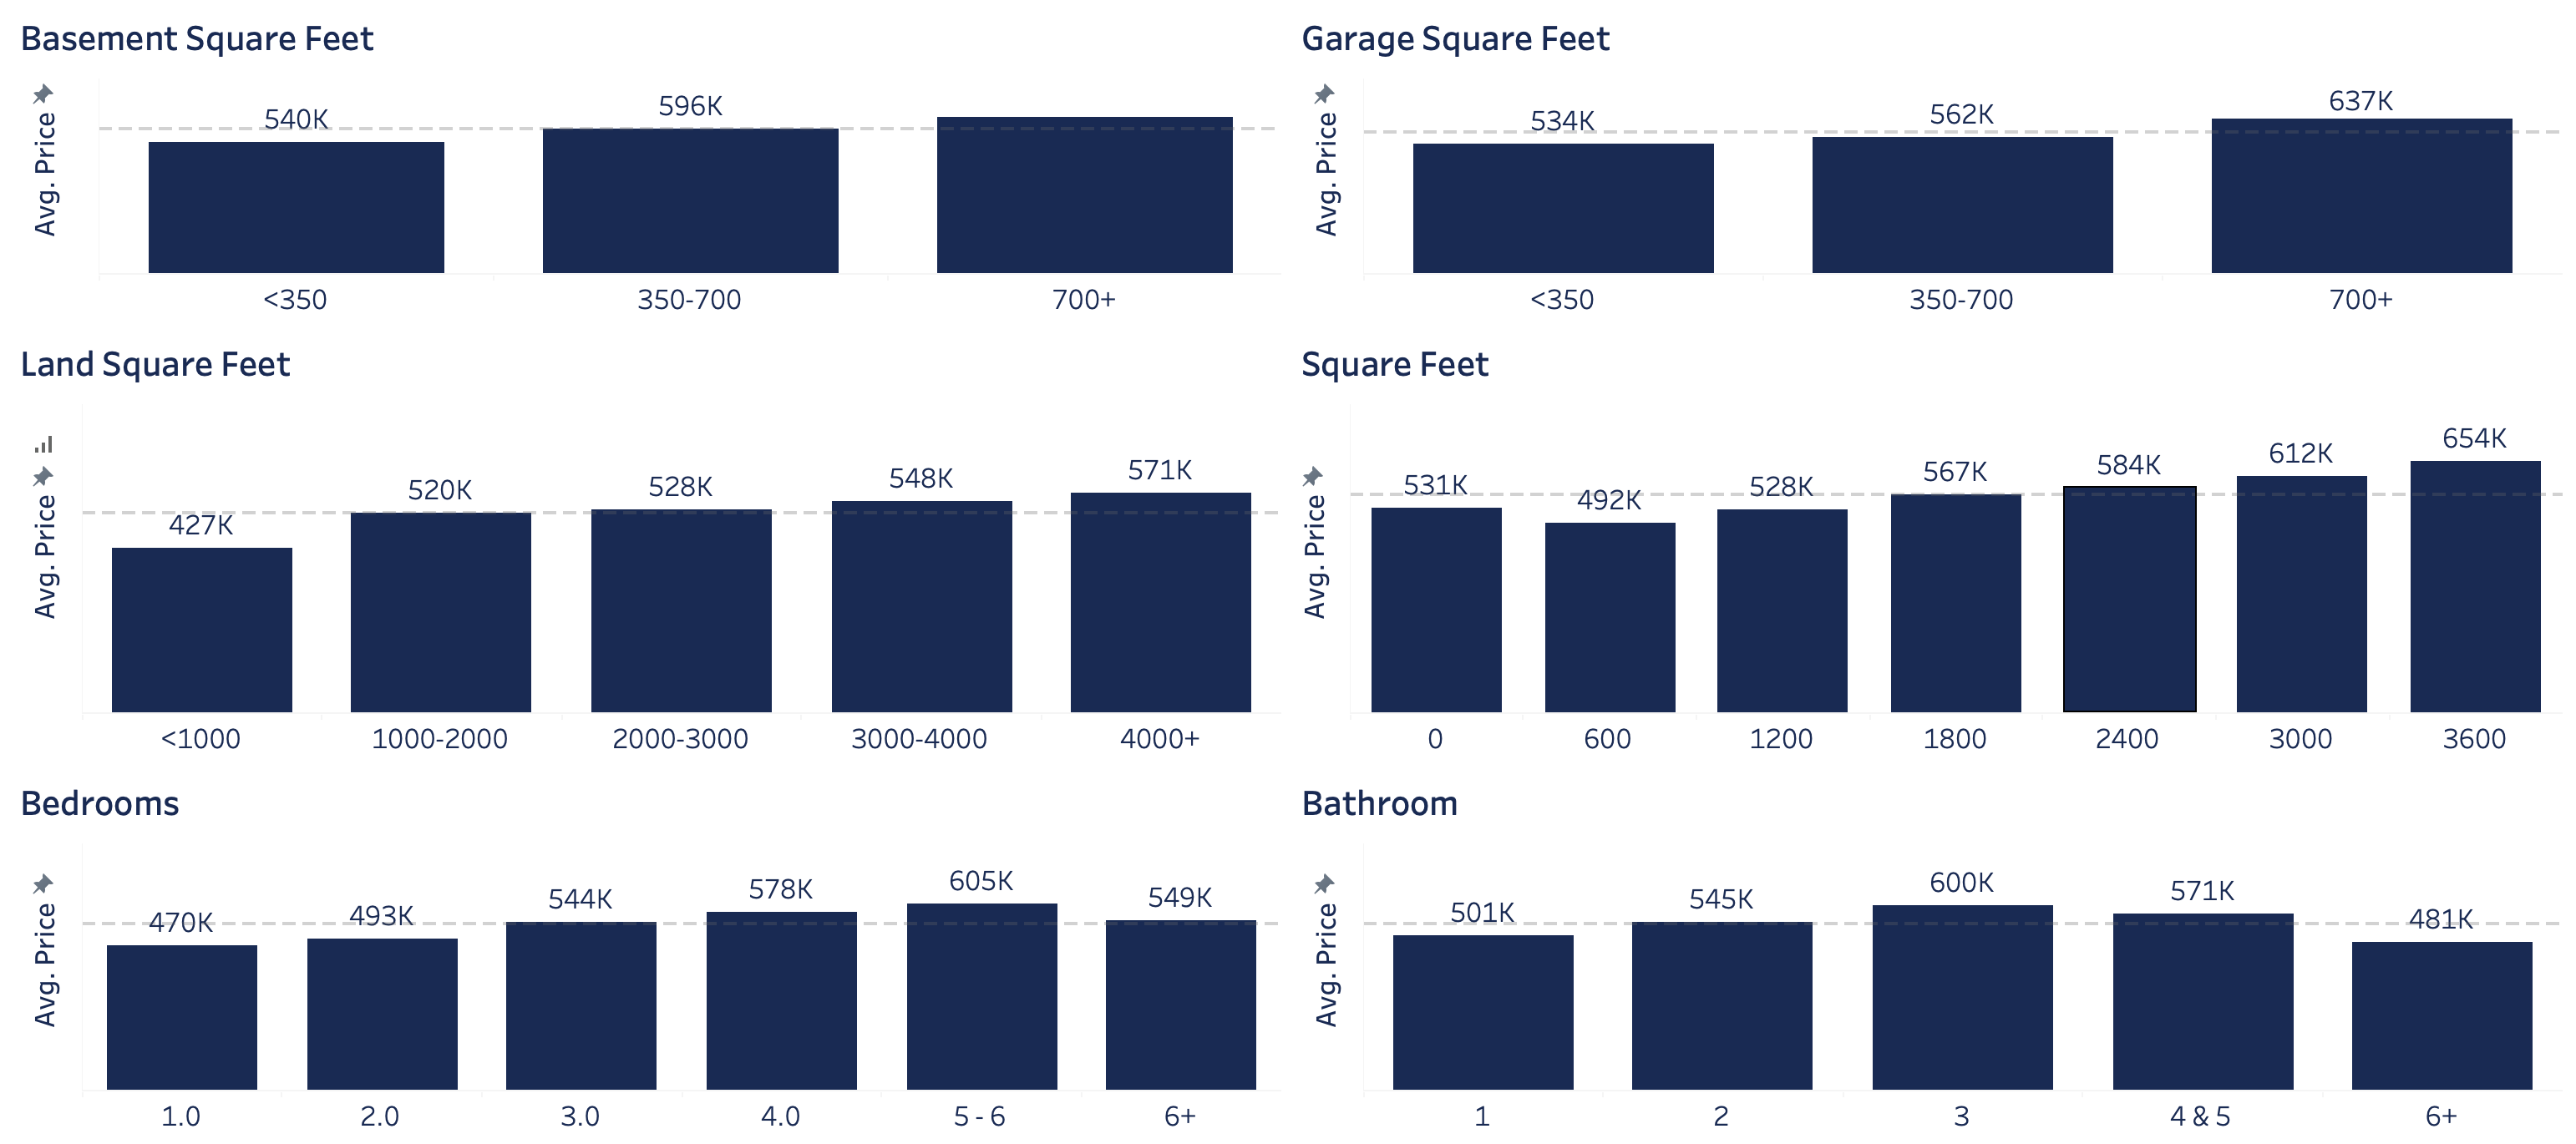 Basement Square Feet
Avg. Price
540K
596K
<350
350-700
700+
Garage Square Feet
Avg. Price
534K
562K
637K
<350
350-700
700+
Land Square Feet
Avg. Price
427K
520K
528K
548K
571K
<1000
1000-2000
2000-3000
3000-4000
4000+
Square Feet
Avg. Price
531K
492K
528K
567K
584K
612K
654K
0
600
1200
1800
2400
3000
3600
Bedrooms
Avg. Price
470K
493K
544K
578K
605K
549K
1.0
2.0
3.0
4.0
5 - 6
6+
Bathroom
Avg. Price
501K
545K
600K
571K
481K
1
2
3
4 & 5
6+